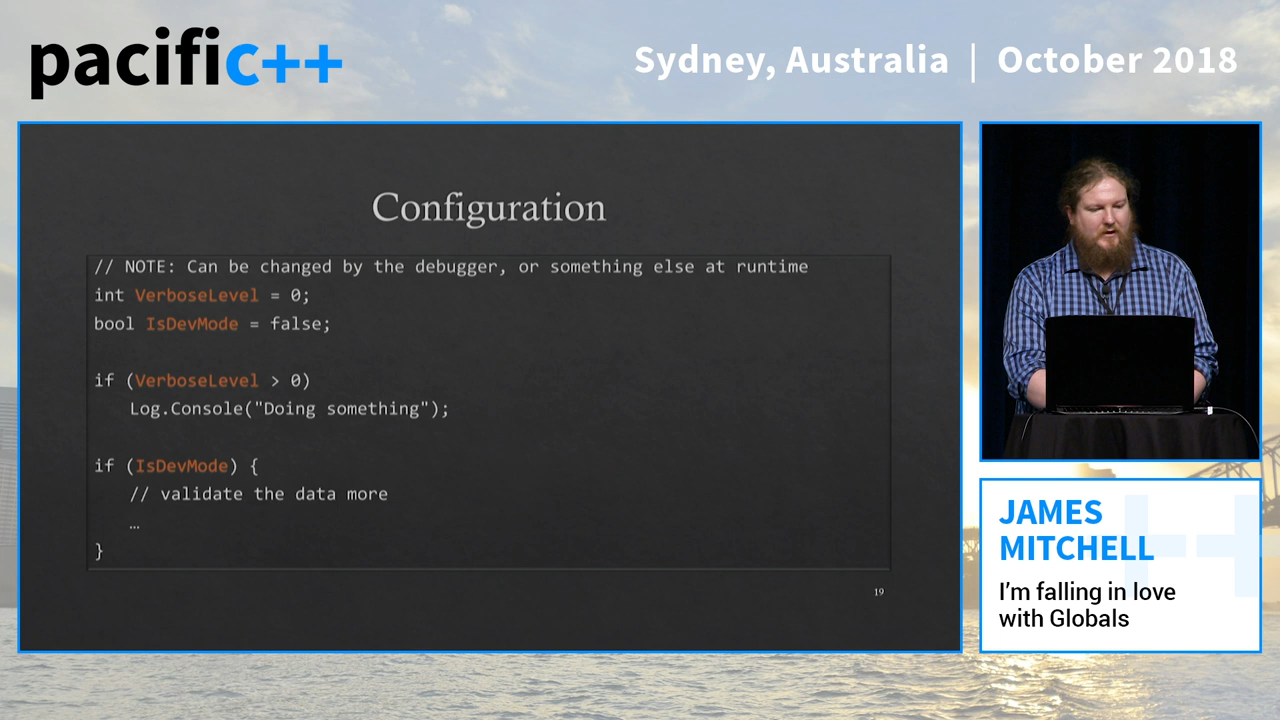 pacific++
Sydney, Australia | October 2018
Configuration
// NOTE: Can be changed by the debugger, or something else at runtime
int VerboseLevel = 0;
bool IsDevMode = false;
if (VerboseLevel > 0)
Log.Console("Doing something");
if (IsDevMode) {
// validate the data more
…
}
19
JAMES
MITCHELL
I'm falling in love
with Globals